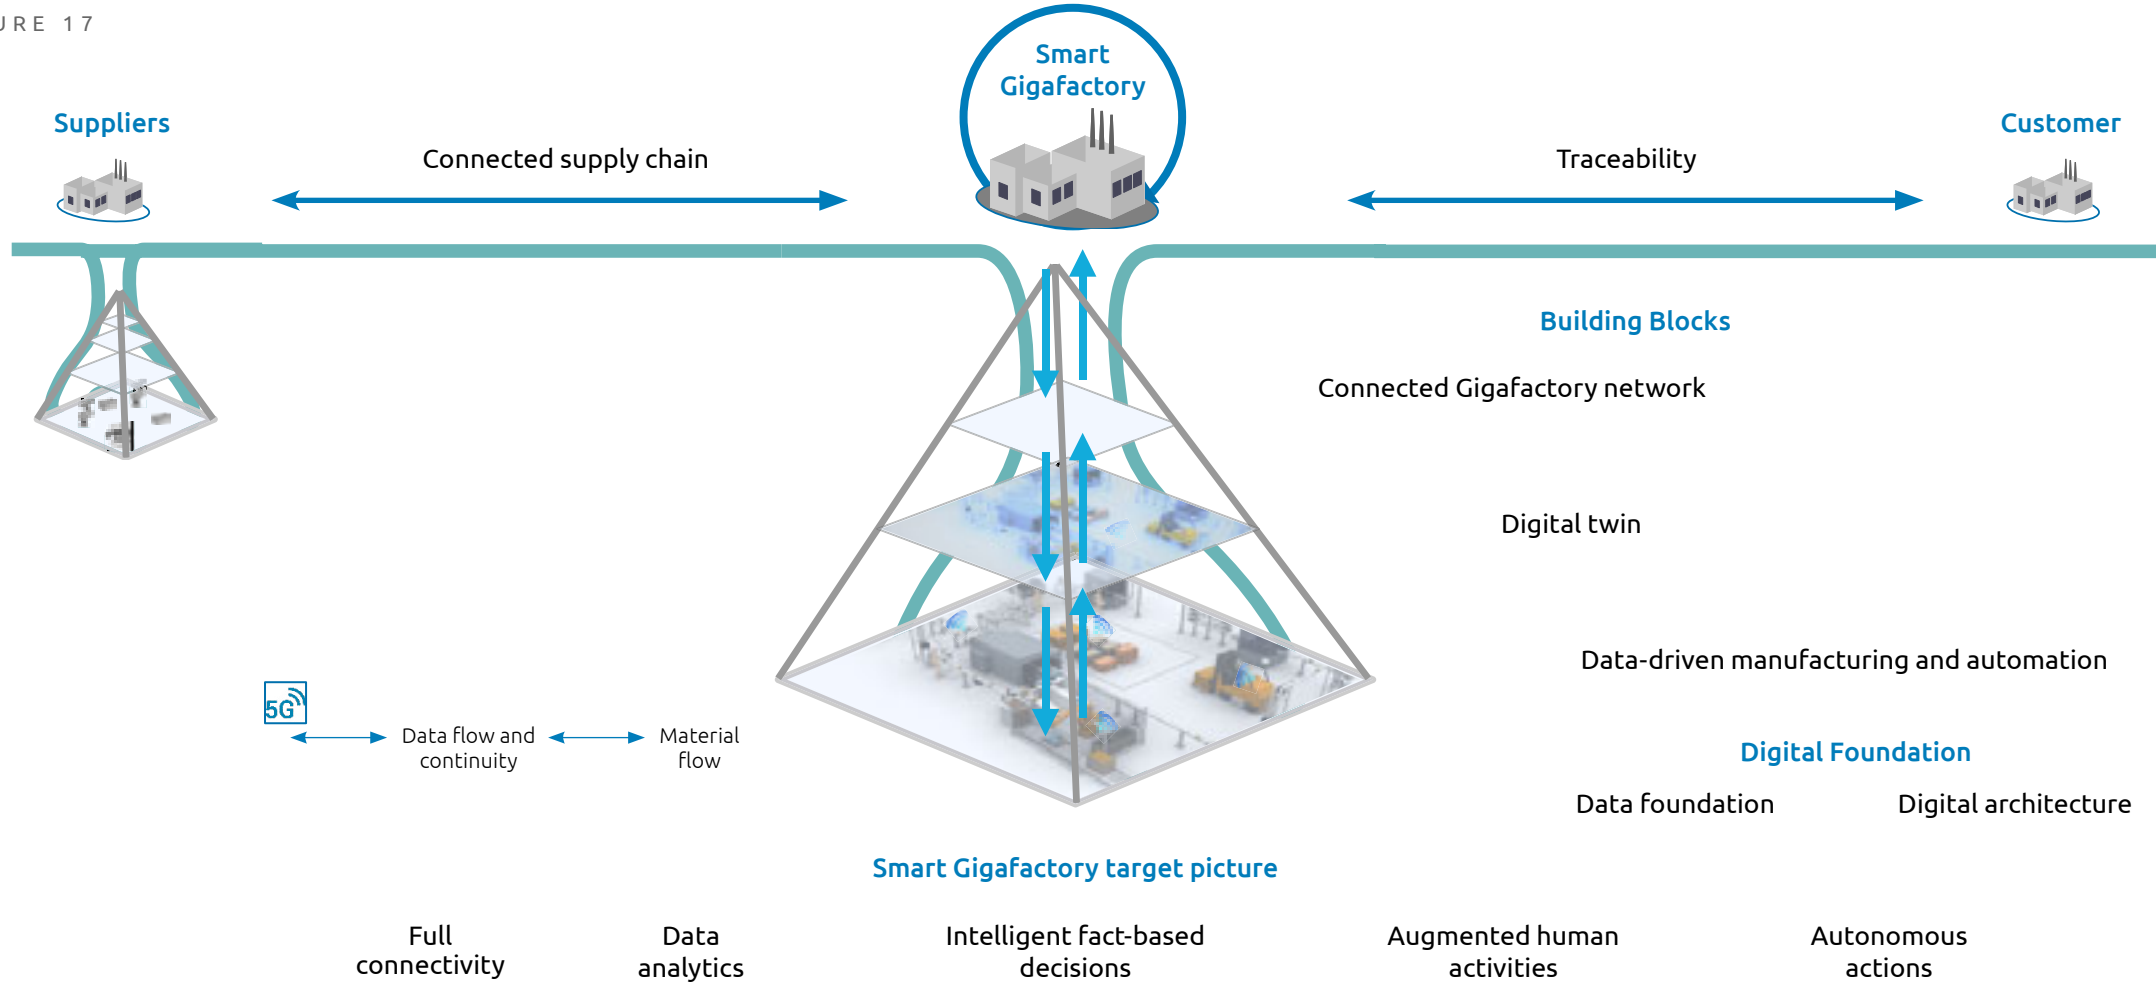 URE 17
Smart
Gigafactory
Suppliers
Customer
Connected supply chain
Traceability
Building Blocks
Connected Gigafactory network
Digital twin
Data-driven manufacturing and automation
5G
Data flow and
continuity
Material
flow
Digital Foundation
Data foundation
Digital architecture
Smart Gigafactory target picture
Full
connectivity
Data
analytics
Intelligent fact-based
decisions
Augmented human
activities
Autonomous
actions